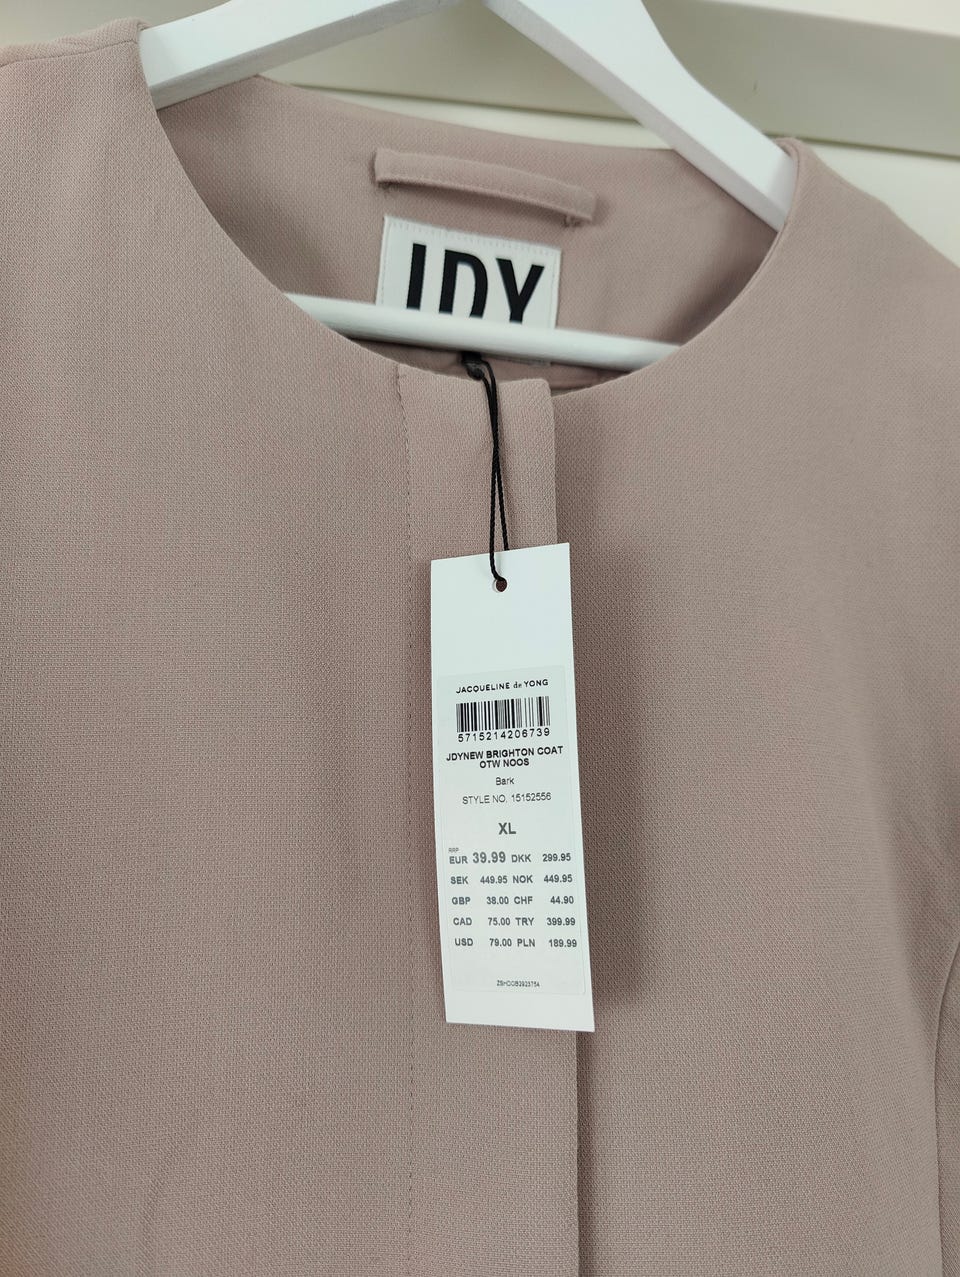 JDY
JACQUELINE de YONG
5715214206739
JDYNEW BRIGHTON COAT
OTW NOOS
Bark
STYLE NO. 15152556
XL
RRP
EUR 39.99 DKK 299.95
SEK 449.95 NOK 449.95
GBP 38.00 CHF 44.90
CAD 75.00 TRY 399.99
USD 79.00 PLN 189.99